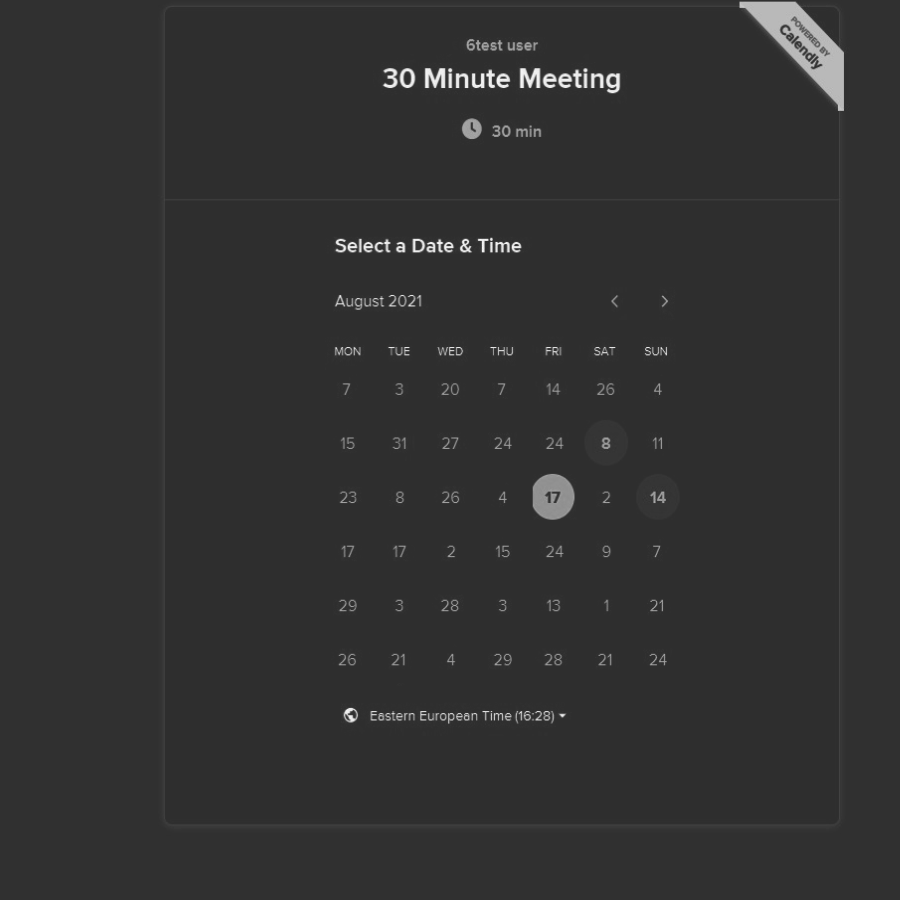 POWERED BY
Calendly
6test user
30 Minute Meeting
30 min
Select a Date & Time
August 2021
MON TUE WED THU FRI SAT SUN
7 3 20 7 14 26 4
15 31 27 24 24 8 11
23 8 26 4 17 2 14
17 17 2 15 24 9 7
29 3 28 3 13 1 21
26 21 4 29 28 21 24
Eastern European Time (16:28)